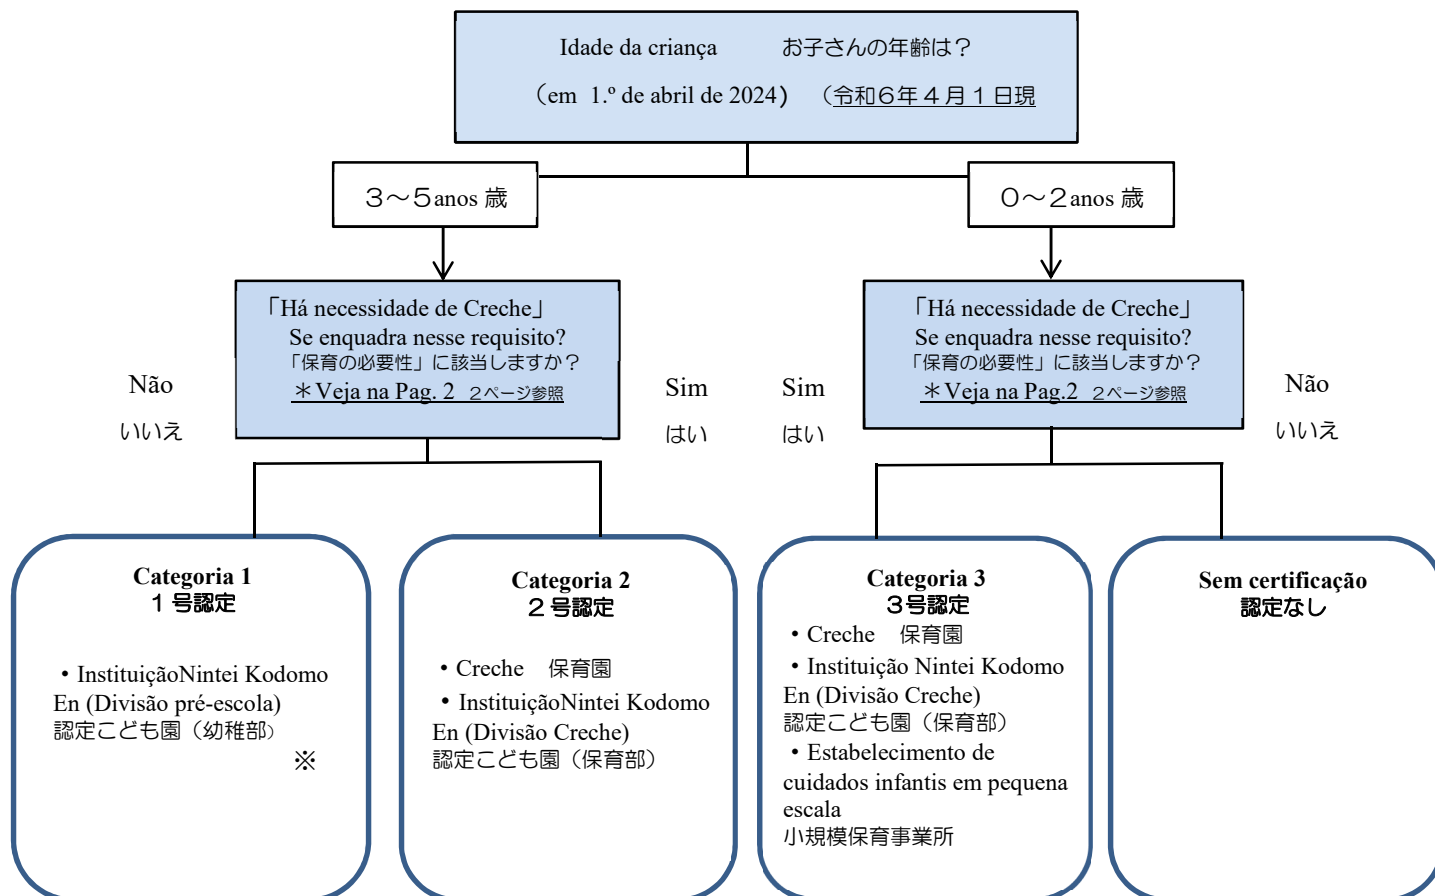 Idade da criança お子さんの年齢は？
（em 1.º de abril de 2024） （令和６年４月１日現
３～５anos 歳
０～２anos 歳
「Há necessidade de Creche」
Se enquadra nesse requisito?
「保育の必要性」に該当しますか？
＊Veja na Pag. 2 2ページ参照
「Há necessidade de Creche」
Se enquadra nesse requisito?
「保育の必要性」に該当しますか？
＊Veja na Pag.2 2ページ参照
Não
いいえ
Sim
はい
Sim
はい
Não
いいえ
Categoria 1
１号認定
・InstituiçãoNintei Kodomo
En (Divisão pré-escola)
認定こども園（幼稚部）
※
Categoria 2
２号認定
・Creche 保育園
・InstituiçãoNintei Kodomo
En (Divisão Creche)
認定こども園（保育部）
Categoria 3
３号認定
・Creche 保育園
・Instituição Nintei Kodomo
En (Divisão Creche)
認定こども園（保育部）
・Estabelecimento de
cuidados infantis em pequena
escala
小規模保育事業所
Sem certificação
認定なし